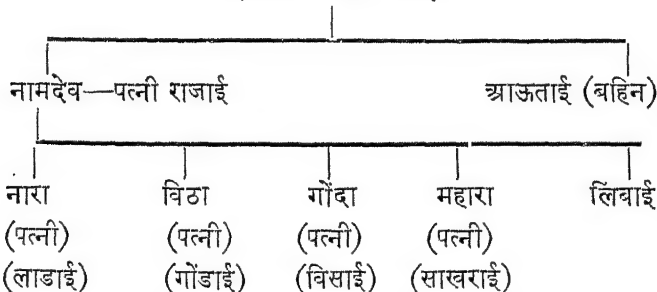 नामदेव—पत्नी राजाई आऊताई (बहिन)
नारा विठा गोंदा महारा लिंबाई
(पत्नी) (पत्नी) (पत्नी) (पत्नी)
(लाडाई) (गोंडाई) (विसाई) (साखराई)